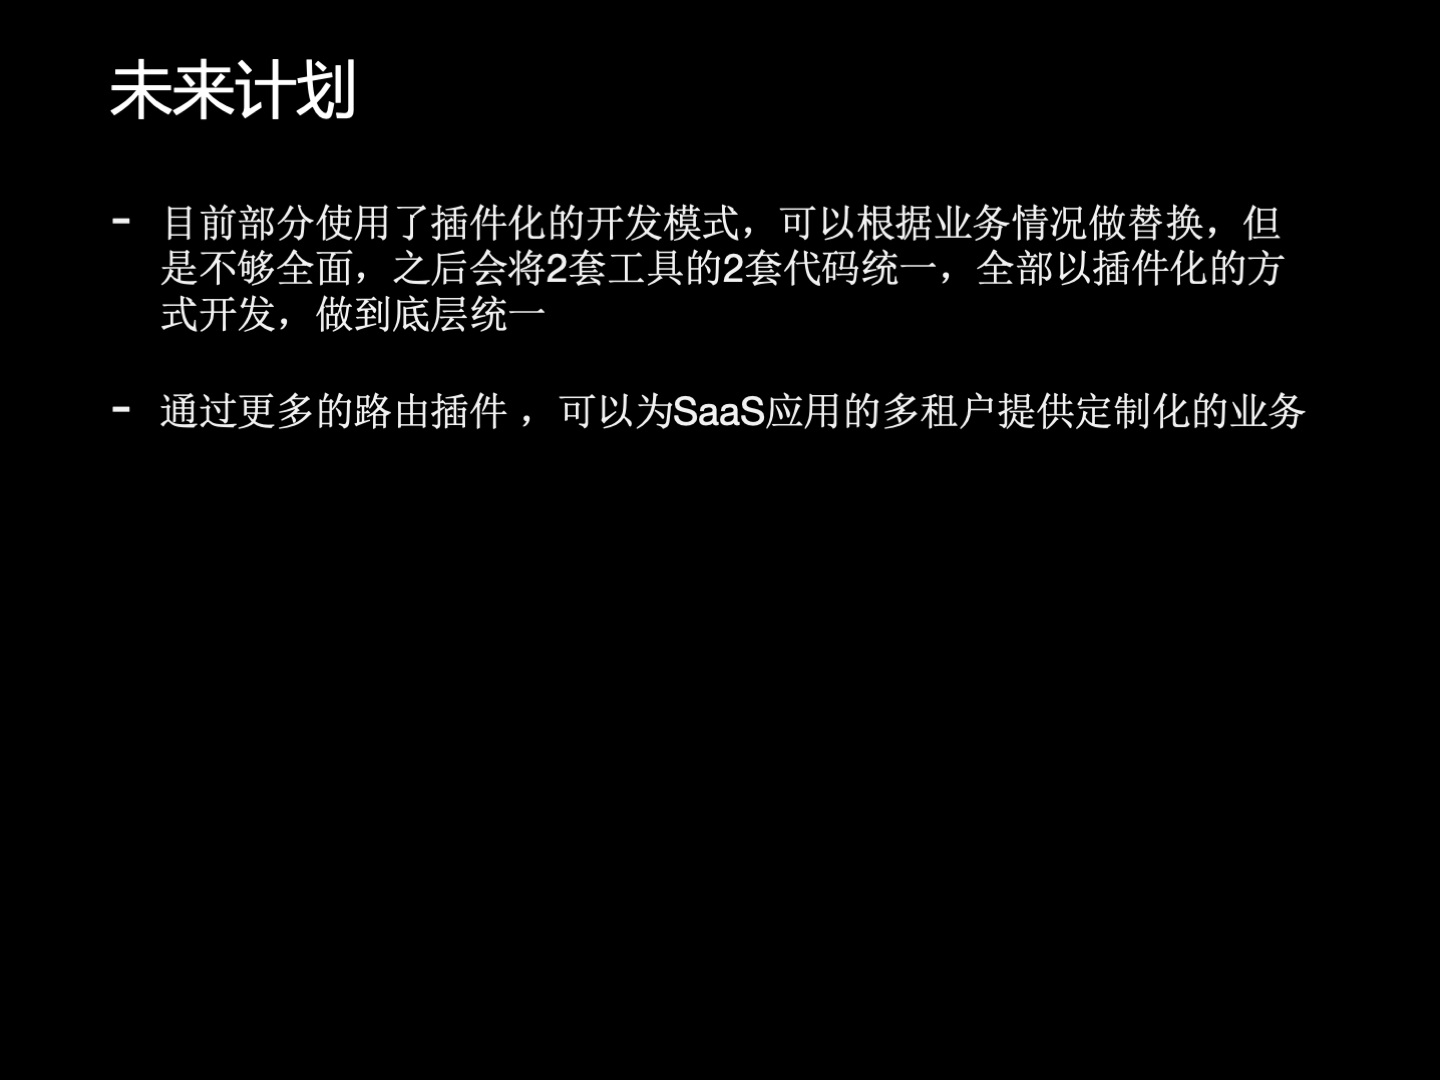 未来计划
- 目前部分使用了插件化的开发模式，可以根据业务情况做替换，但
是不够全面，之后会将2套工具的2套代码统一，全部以插件化的方
式开发，做到底层统一
- 通过更多的路由插件 ，可以为SaaS应用的多租户提供定制化的业务